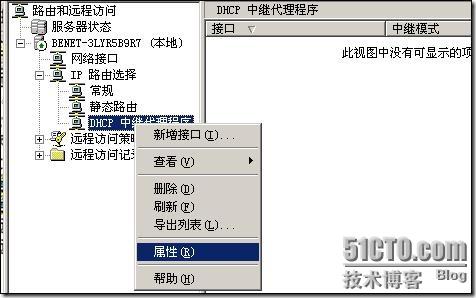 路由和远程访问
服务器状态
BENET-3LYR5B9R7 (本地)
网络接口
IP 路由选择
常规
静态路由
DHCP 中继代理程序
远程访问策
远程访问记录
DHCP 中继代理程序
接口
中继模式
此视图中没有可显示的项
新增接口(I)...
查看(V)
删除(D)
刷新(F)
导出列表(L)...
属性(R)
帮助(H)
51CTO.com
技术博客 Blog